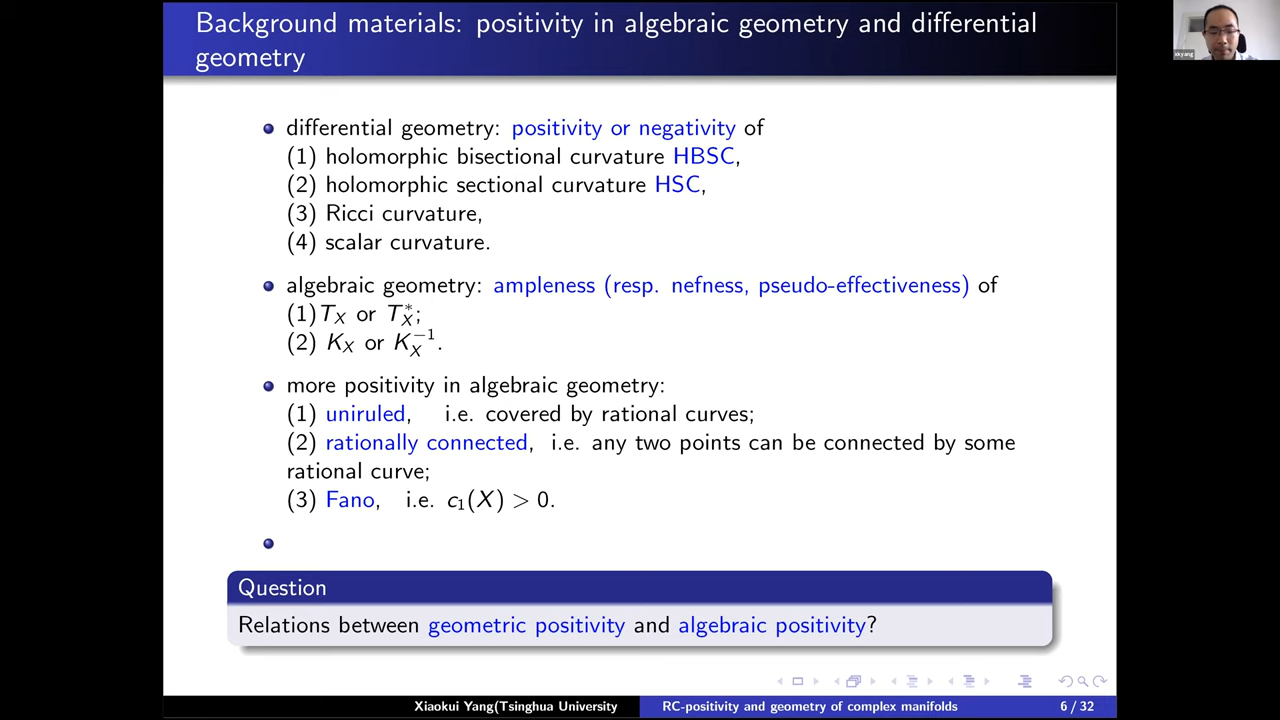 Background materials: positivity in algebraic geometry and differential
geometry
xkyang
differential geometry: positivity or negativity of
(1) holomorphic bisectional curvature HBSC,
(2) holomorphic sectional curvature HSC,
(3) Ricci curvature,
(4) scalar curvature.
algebraic geometry: ampleness (resp. nefness, pseudo-effectiveness) of
(1)T_X or T_X^*;
(2) K_X or K_X^{-1}.
more positivity in algebraic geometry:
(1) uniruled, i.e. covered by rational curves;
(2) rationally connected, i.e. any two points can be connected by some
rational curve;
(3) Fano, i.e. c_1(X) > 0.
Question
Relations between geometric positivity and algebraic positivity?
Xiaokui Yang(Tsinghua University RC-positivity and geometry of complex manifolds 6 / 32